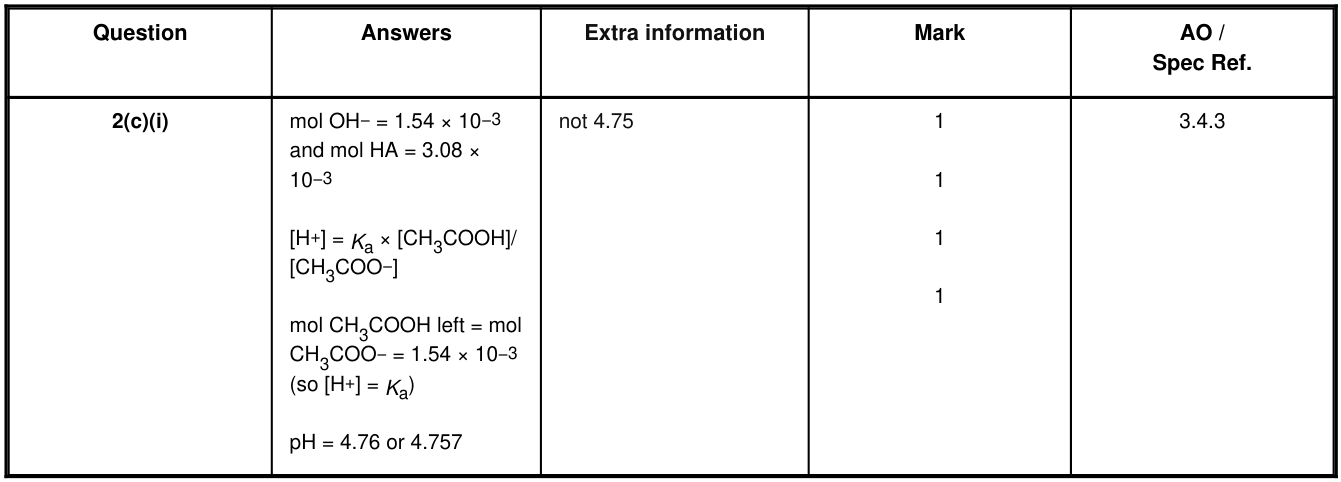 Question Answers Extra information Mark AO /
Spec Ref.
2(c)(i) mol OH− = 1.54 × 10−3 not 4.75 1 3.4.3
and mol HA = 3.08 ×
10−3 1
[H+] = Ka × [CH3COOH]/ 1
[CH3COO−]
1
mol CH3COOH left = mol
CH3COO− = 1.54 × 10−3
(so [H+] = Ka)
pH = 4.76 or 4.757